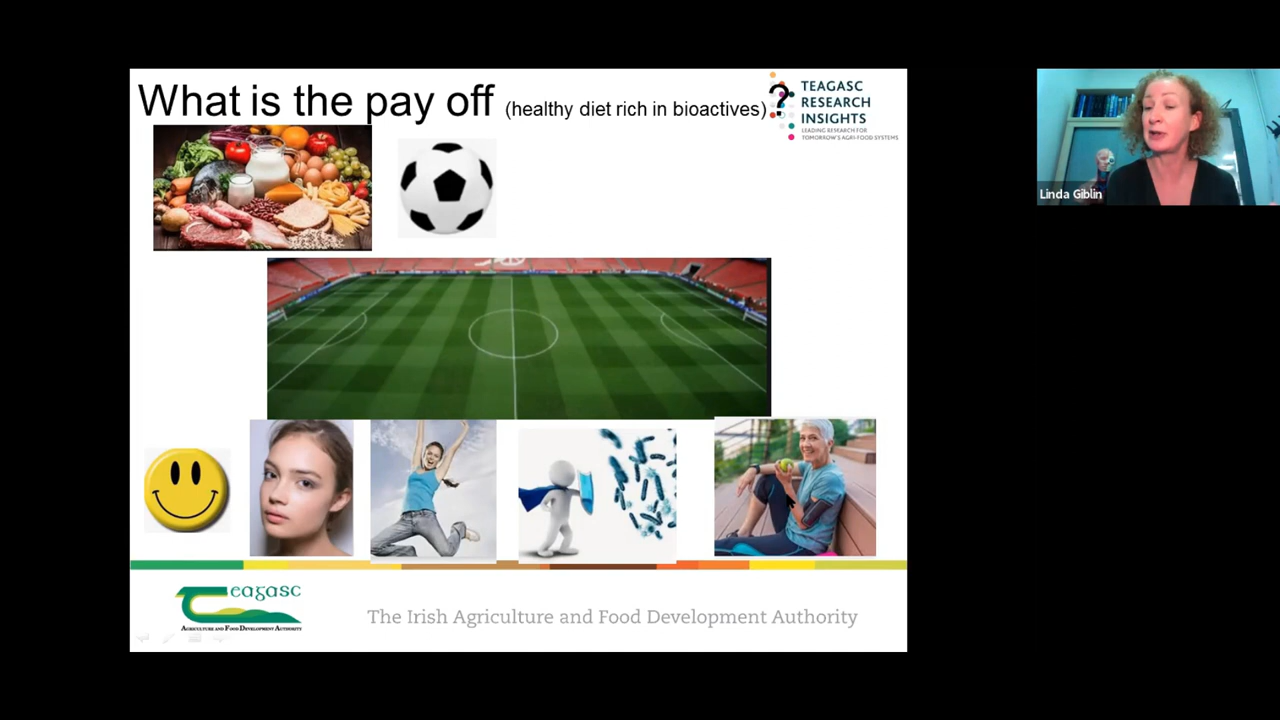 What is the pay off (healthy diet rich in bioactives)?
TEAGASC
RESEARCH
INSIGHTS
LEADING RESEARCH FOR
TOMORROW'S AGRI-FOOD SYSTEMS
Linda Giblin
eagasc
AGRICULTURE AND FOOD DEVELOPMENT AUTHORITY
The Irish Agriculture and Food Development Authority